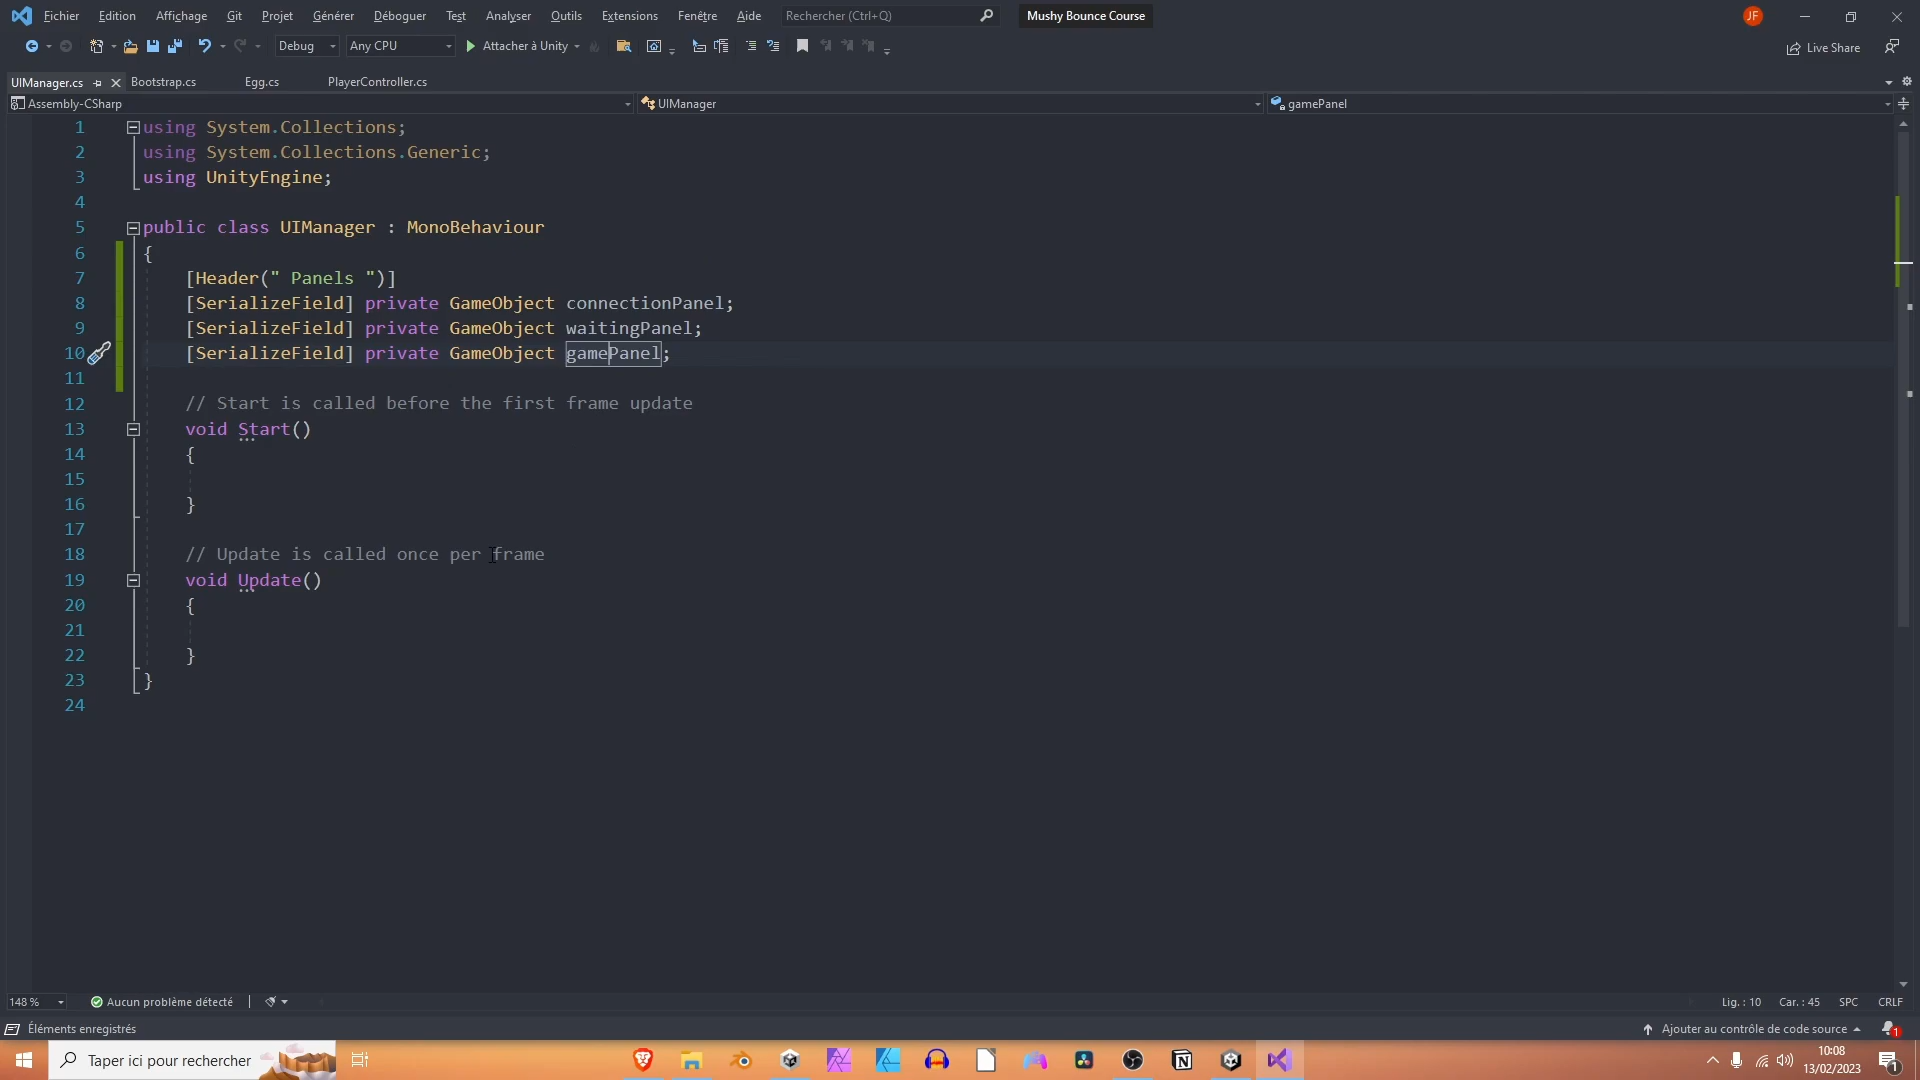 Fichier Edition Affichage Git Projet Générer Déboguer Test Analyser Outils Extensions Fenêtre Aide Rechercher (Ctrl+Q) Mushy Bounce Course JF
Debug Any CPU Attacher à Unity Live Share
UIManager.cs Bootstrap.cs Egg.cs PlayerController.cs
Assembly-CSharp UIManager gamePanel
1 using System.Collections;
2 using System.Collections.Generic;
3 using UnityEngine;
4
5 public class UIManager : MonoBehaviour
6 {
7 [Header(" Panels ")]
8 [SerializeField] private GameObject connectionPanel;
9 [SerializeField] private GameObject waitingPanel;
10 [SerializeField] private GameObject gamePanel;
11
12 // Start is called before the first frame update
13 void Start()
14 {
15
16 }
17
18 // Update is called once per frame
19 void Update()
20 {
21
22 }
23 }
24
148 % Aucun problème détecté Lig. : 10 Car. : 45 SPC CRLF
Éléments enregistrés Ajouter au contrôle de code source 1
Taper ici pour rechercher 10:08
13/02/2023 1